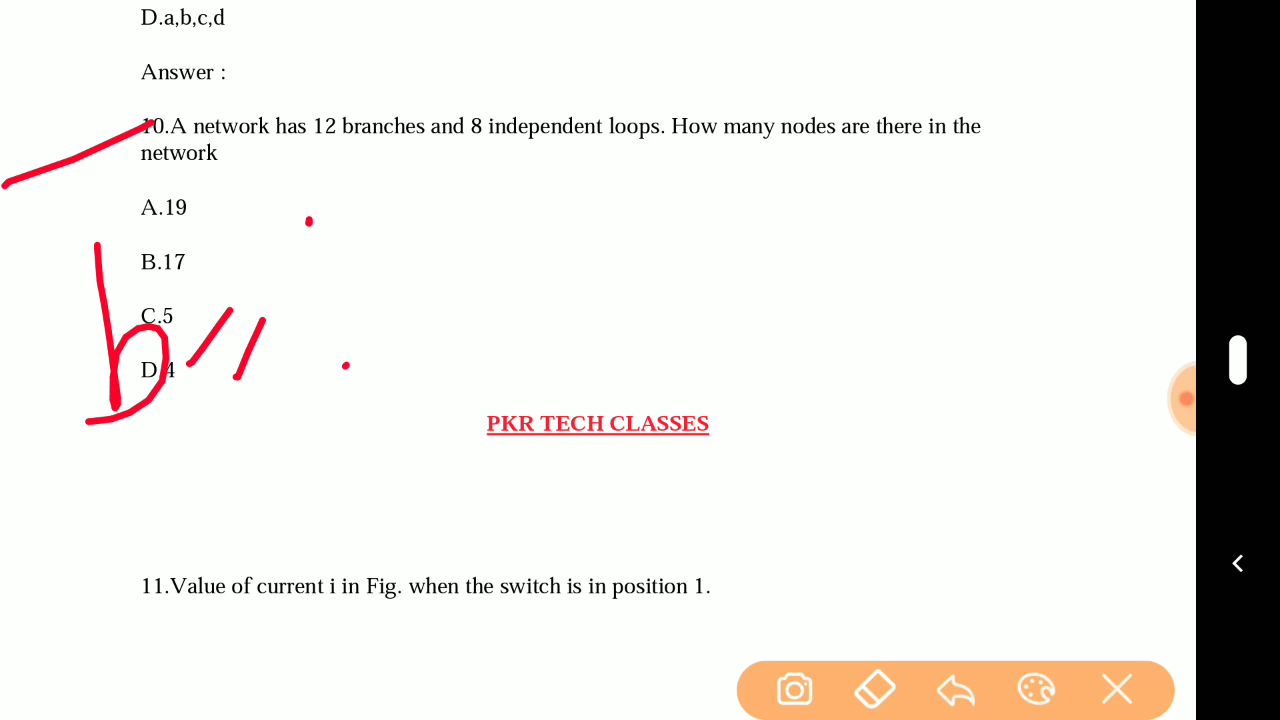 D.a,b,c,d
Answer :
10.A network has 12 branches and 8 independent loops. How many nodes are there in the
network
A.19
B.17
C.5
D.4
b
PKR TECH CLASSES
11.Value of current i in Fig. when the switch is in position 1.